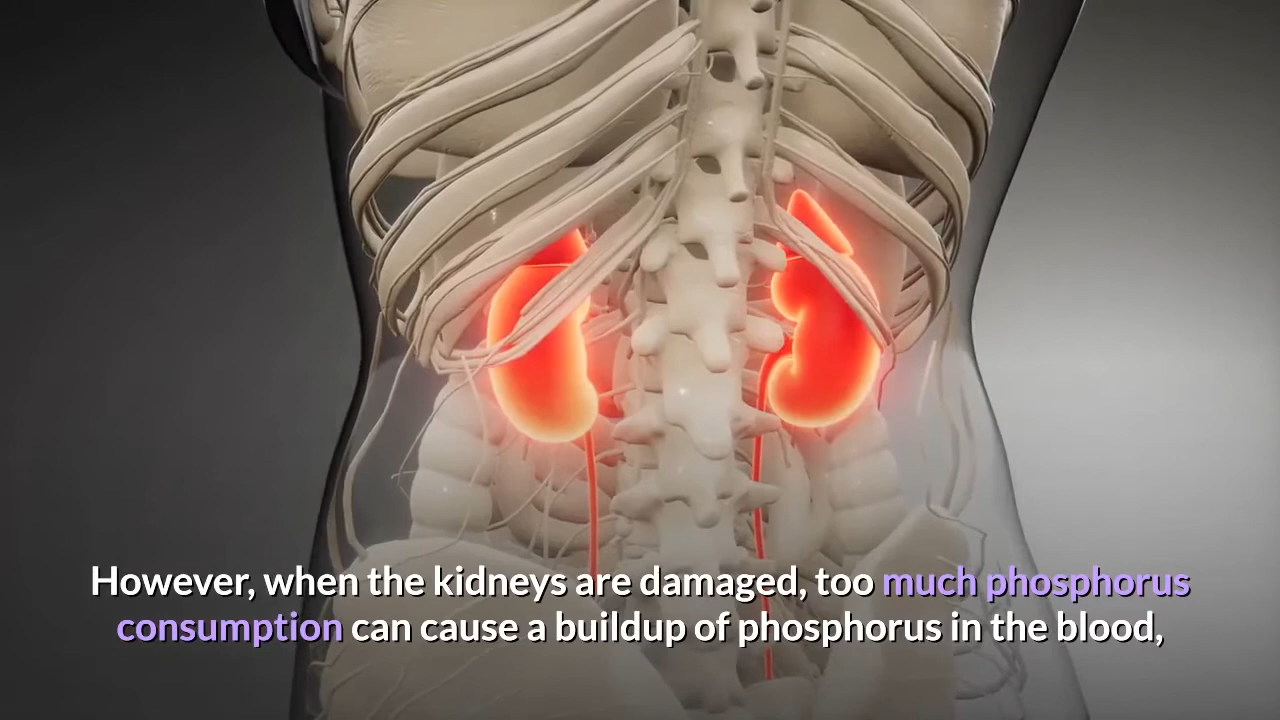 However, when the kidneys are damaged, too much phosphorus
consumption can cause a buildup of phosphorus in the blood,